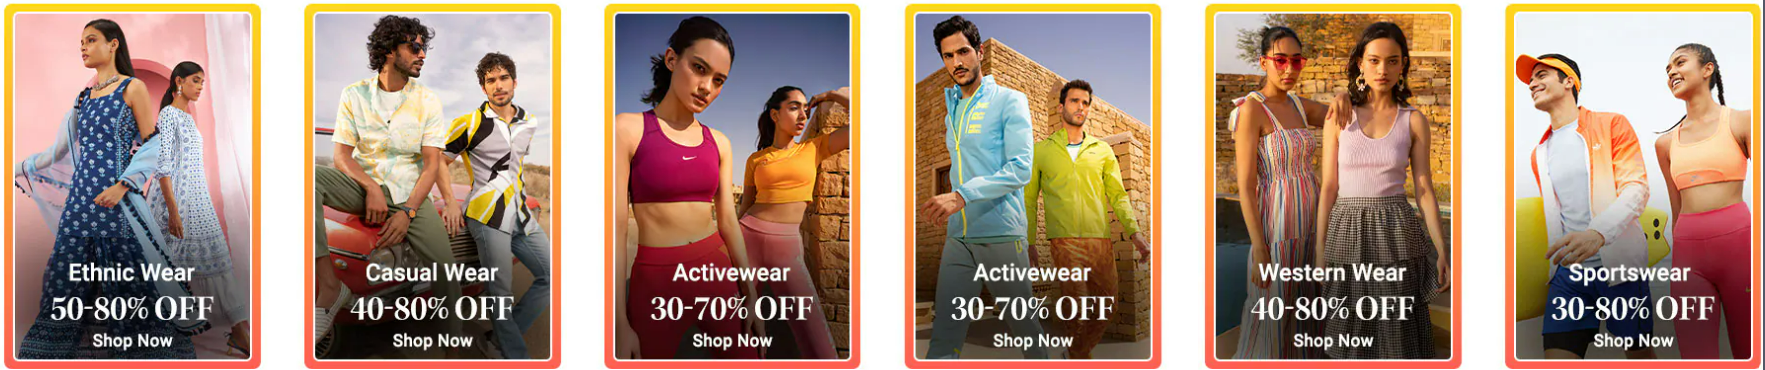 Ethnic Wear
50-80% OFF
Shop Now
Casual Wear
40-80% OFF
Shop Now
Activewear
30-70% OFF
Shop Now
Activewear
30-70% OFF
Shop Now
Western Wear
40-80% OFF
Shop Now
Sportswear
30-80% OFF
Shop Now